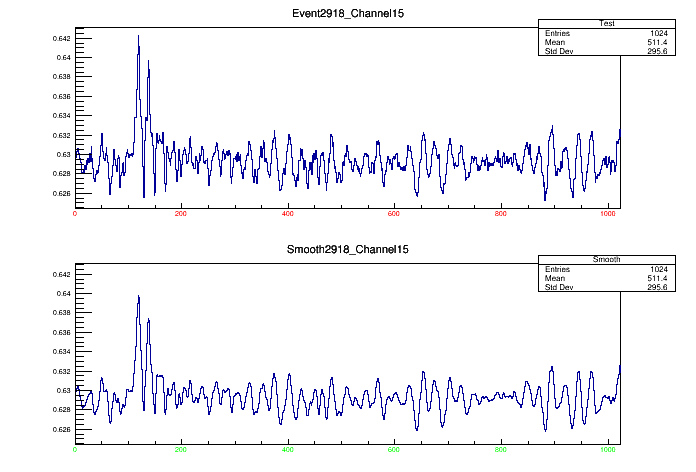 Event2918_Channel15
Test
Entries 1024
Mean 511.4
Std Dev 295.6
0.642
0.64
0.638
0.636
0.634
0.632
0.63
0.628
0.626
0 200 400 600 800 1000
Smooth2918_Channel15
Smooth
Entries 1024
Mean 511.4
Std Dev 295.6
0.642
0.64
0.638
0.636
0.634
0.632
0.63
0.628
0.626
0 200 400 600 800 1000